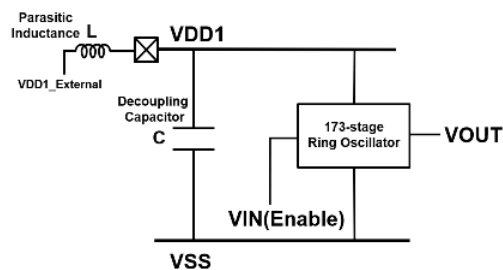 Parasitic
Inductance L
VDD1
VDD1_External
Decoupling
Capacitor
C
173-stage
Ring Oscillator
VOUT
VIN(Enable)
VSS